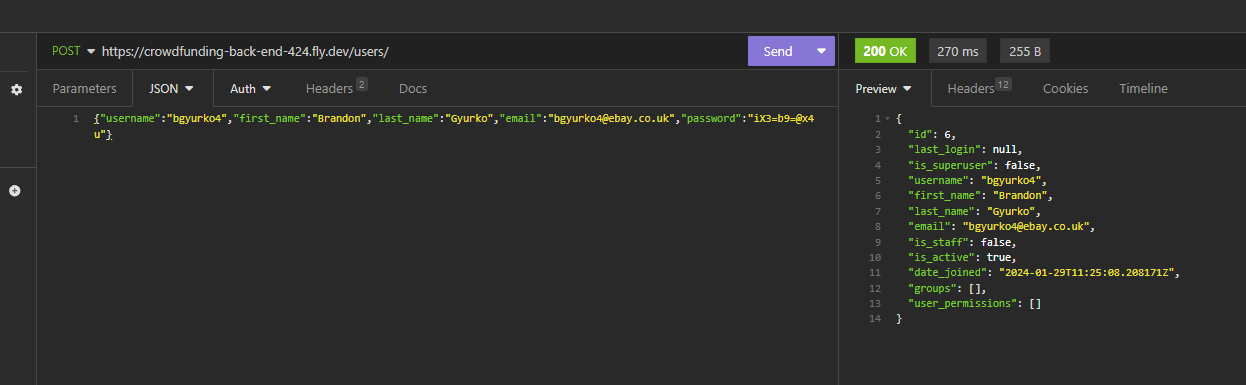 POST https://crowdfunding-back-end-424.fly.dev/users/ Send
200 OK 270 ms 255 B
Parameters JSON Auth Headers 2 Docs
Preview Headers 12 Cookies Timeline
1 {"username":"bgyurko4","first_name":"Brandon","last_name":"Gyurko","email":"bgyurko4@ebay.co.uk","password":"iX3=b9=@x4
u"}
1 {
2 "id": 6,
3 "last_login": null,
4 "is_superuser": false,
5 "username": "bgyurko4",
6 "first_name": "Brandon",
7 "last_name": "Gyurko",
8 "email": "bgyurko4@ebay.co.uk",
9 "is_staff": false,
10 "is_active": true,
11 "date_joined": "2024-01-29T11:25:08.208171Z",
12 "groups": [],
13 "user_permissions": []
14 }